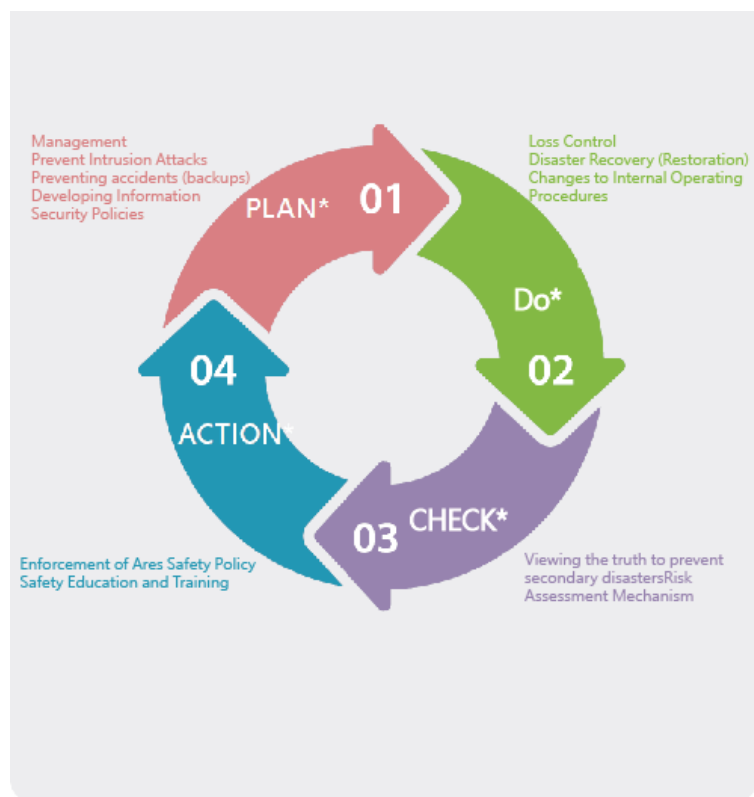 Management
Prevent Intrusion Attacks
Preventing accidents (backups)
Developing Information
Security Policies
PLAN* 01
Loss Control
Disaster Recovery (Restoration)
Changes to Internal Operating
Procedures
Do*
02
CHECK*
03
Viewing the truth to prevent
secondary disastersRisk
Assessment Mechanism
04
ACTION*
Enforcement of Ares Safety Policy
Safety Education and Training